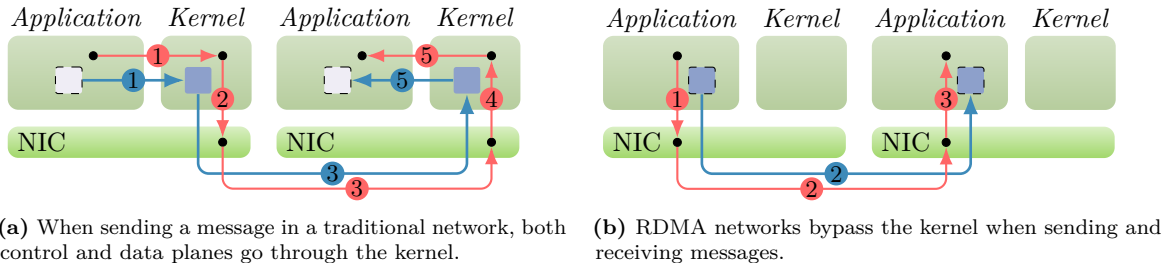 Application Kernel Application Kernel
1 5
1 5
2 4
NIC NIC
3
3
(a) When sending a message in a traditional network, both
control and data planes go through the kernel.
Application Kernel Application Kernel
1 3
NIC NIC
2
2
(b) RDMA networks bypass the kernel when sending and
receiving messages.